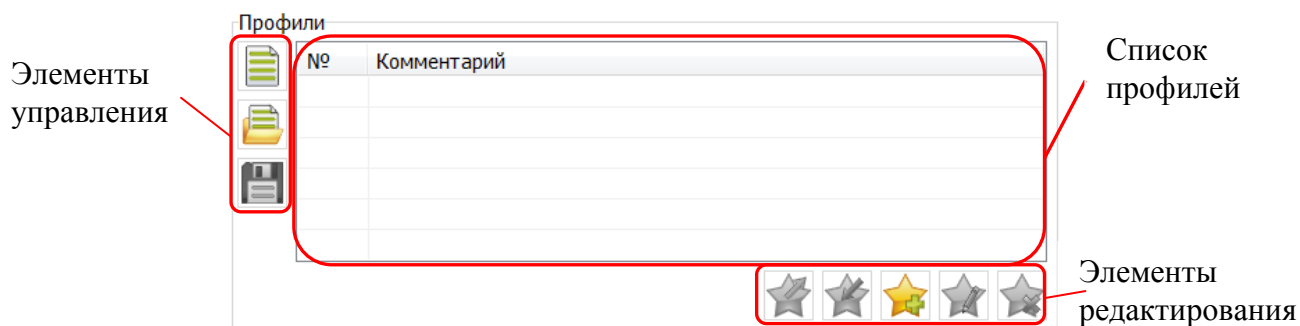 Профили
№ Комментарий
Элементы
управления
Список
профилей
Элементы
редактирования